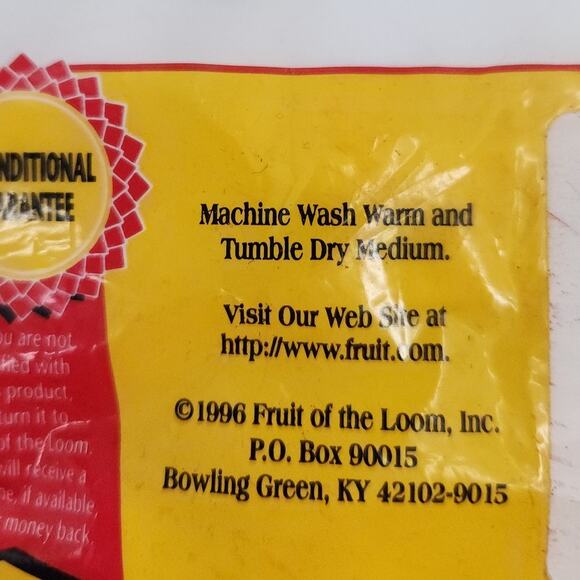 NDITIONAL
RANTEE
u are not
fied with
product,
turn it to
of the Loom.
will receive a
ne, if available
money back.
Machine Wash Warm and
Tumble Dry Medium.
Visit Our Web Site at
http://www.fruit.com.
©1996 Fruit of the Loom, Inc.
P.O. Box 90015
Bowling Green, KY 42102-9015